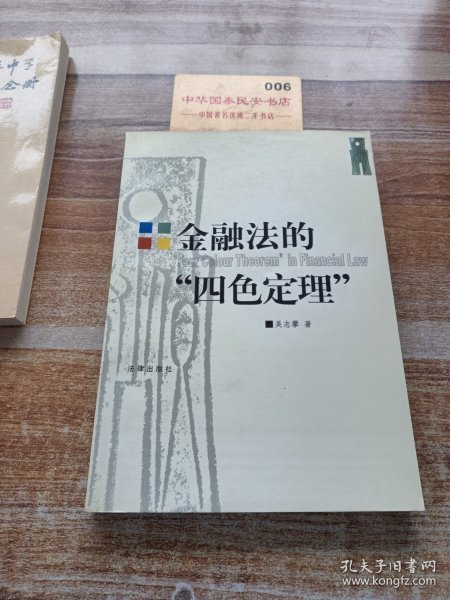 006
中华国泰民安书店
中国著名优质二手书店
金融法的
"Four Colour Theorem" in Financial Law
“四色定理”
吴志攀 著
法律出版社
孔夫子旧书网
www.kongfz.com